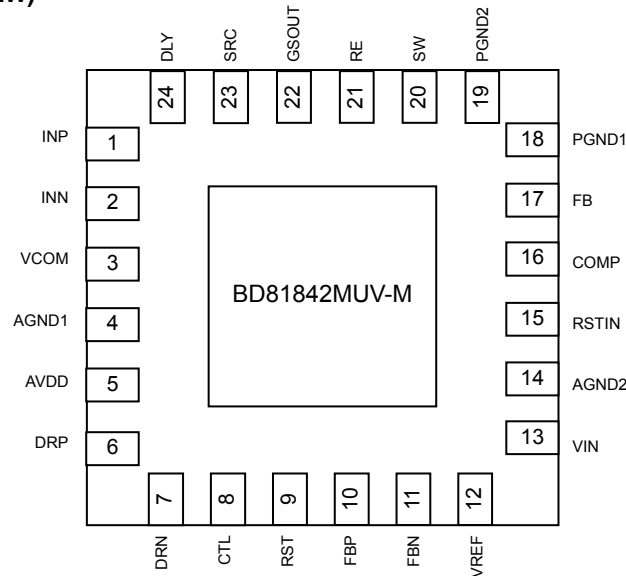 DLY
SRC
GSOUT
RE
SW
PGND2
24
23
22
21
20
19
INP 1
INN 2
VCOM 3
AGND1 4
AVDD 5
DRP 6
BD81842MUV-M
18 PGND1
17 FB
16 COMP
15 RSTIN
14 AGND2
13 VIN
7
8
9
10
11
12
DRN
CTL
RST
FBP
FBN
VREF